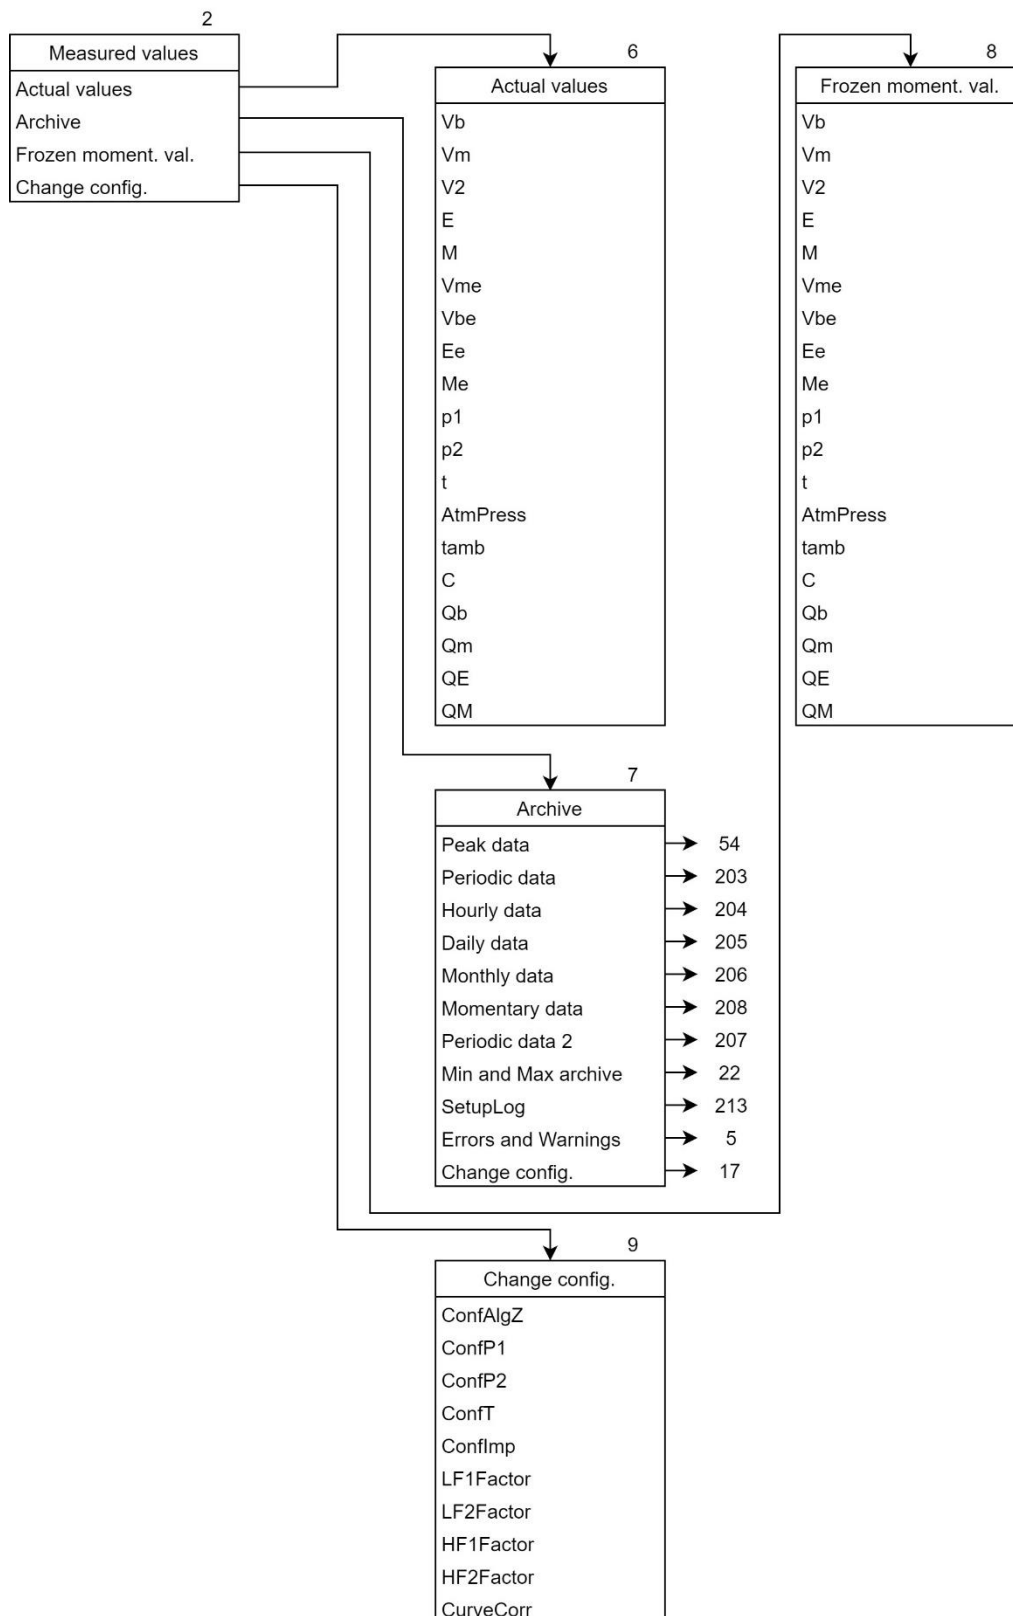 2
Measured values
Actual values
Archive
Frozen moment. val.
Change config.
6
Actual values
Vb
Vm
V2
E
M
Vme
Vbe
Ee
Me
p1
p2
t
AtmPress
tamb
C
Qb
Qm
QE
QM
8
Frozen moment. val.
Vb
Vm
V2
E
M
Vme
Vbe
Ee
Me
p1
p2
t
AtmPress
tamb
C
Qb
Qm
QE
QM
7
Archive
Peak data 54
Periodic data 203
Hourly data 204
Daily data 205
Monthly data 206
Momentary data 208
Periodic data 2 207
Min and Max archive 22
SetupLog 213
Errors and Warnings 5
Change config. 17
9
Change config.
ConfAlgZ
ConfP1
ConfP2
ConfT
ConfImp
LF1Factor
LF2Factor
HF1Factor
HF2Factor
CurveCorr